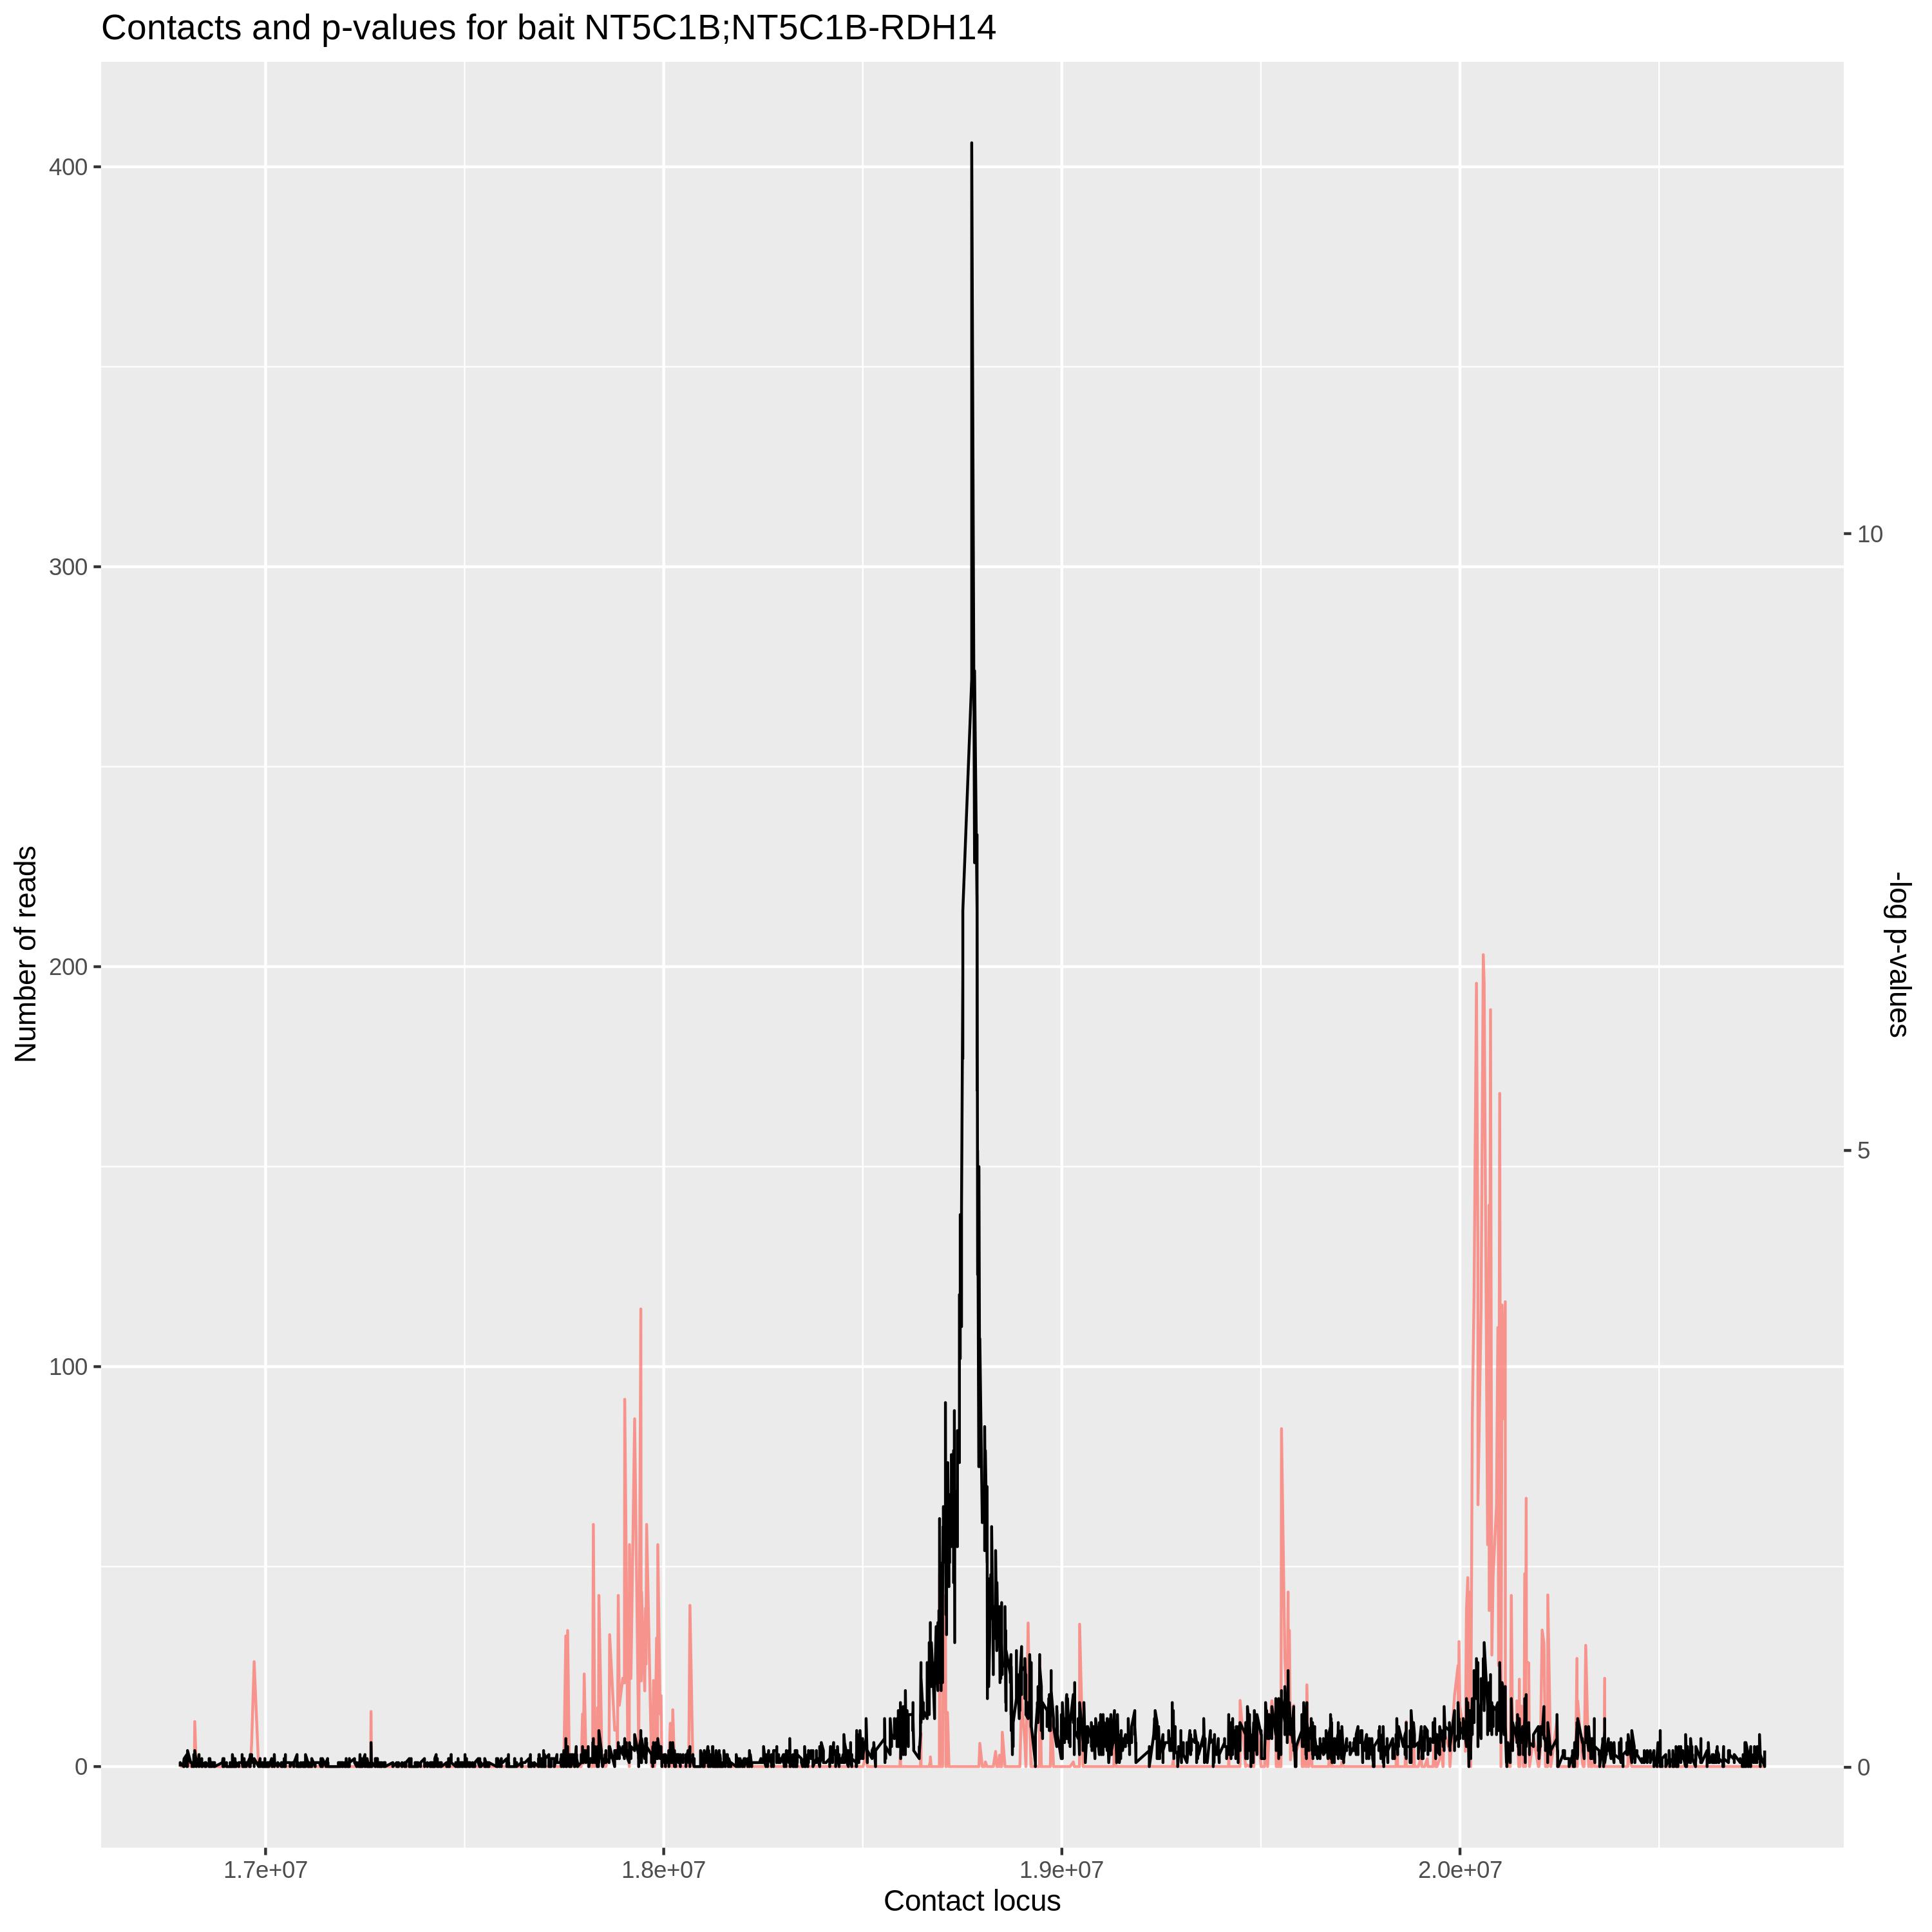 Contacts and p-values for bait NT5C1B;NT5C1B-RDH14
400
300
200
100
0
Number of reads
10
5
0
-log p-values
1.7e+07
1.8e+07
1.9e+07
2.0e+07
Contact locus